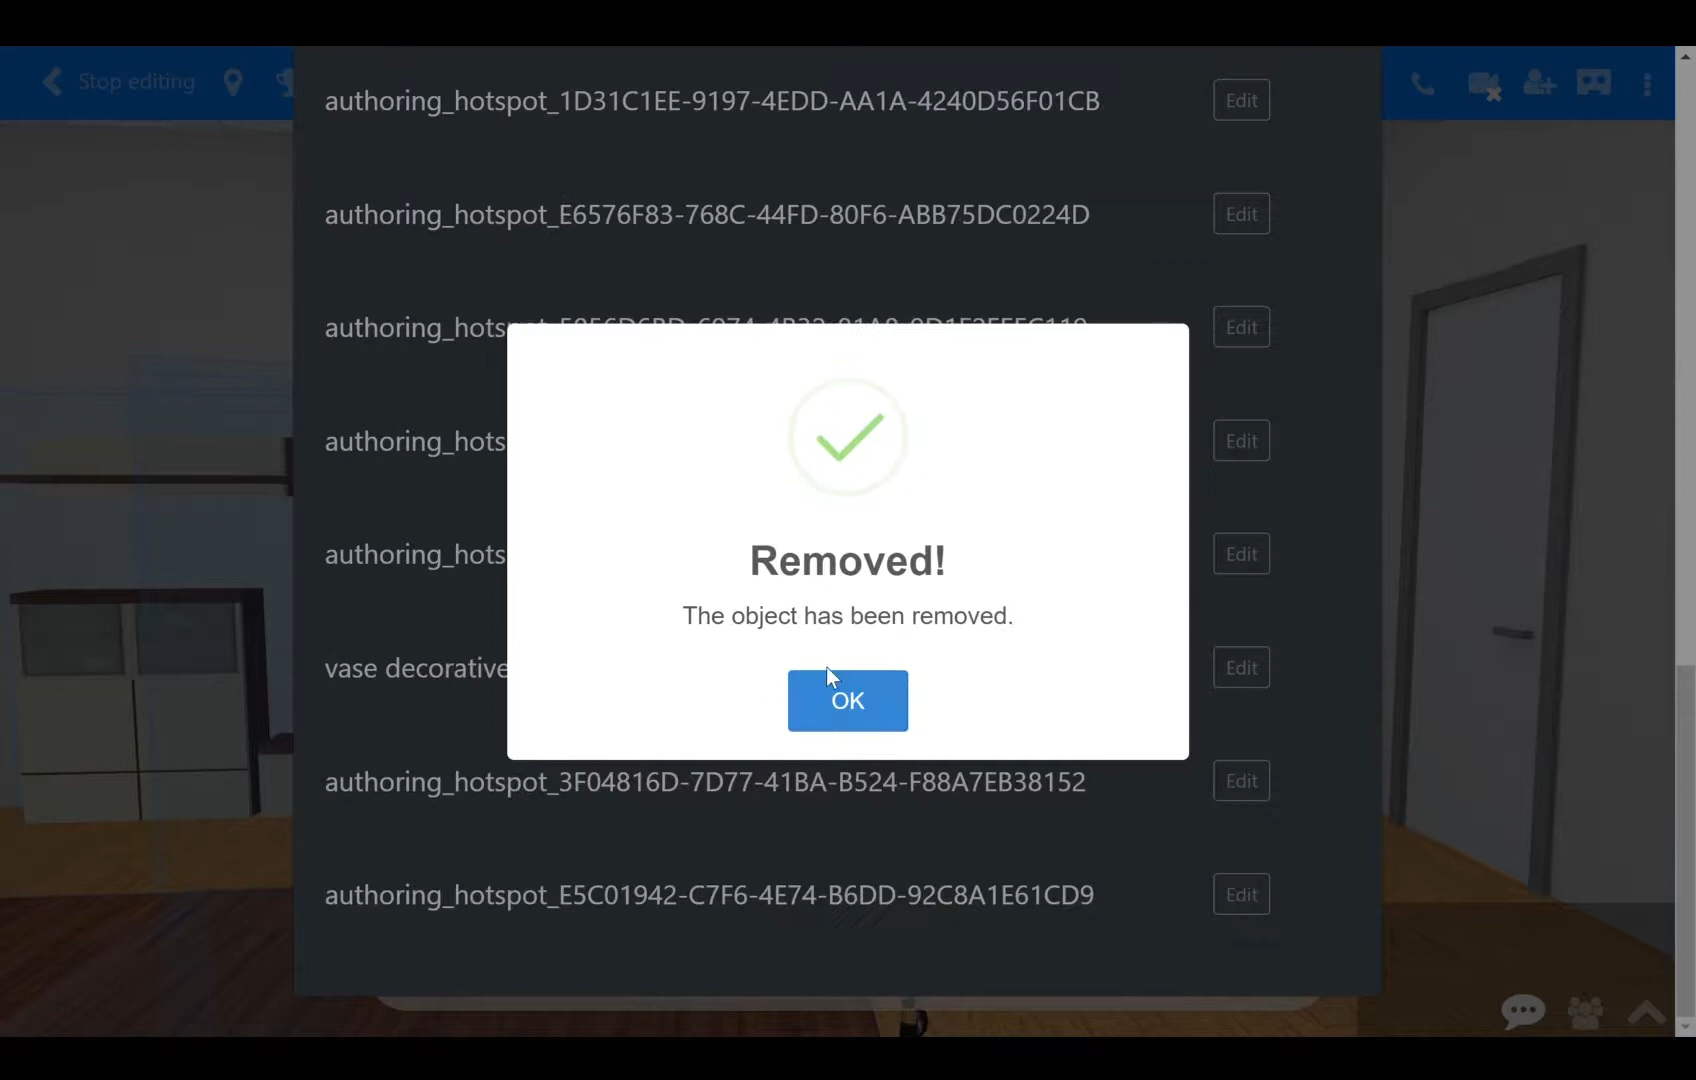 Stop editing
authoring_hotspot_1D31C1EE-9197-4EDD-AA1A-4240D56F01CB Edit
authoring_hotspot_E6576F83-768C-44FD-80F6-ABB75DC0224D Edit
authoring_hots Edit
authoring_hots Edit
authoring_hots Edit
vase decorative Edit
Removed!
The object has been removed.
OK
authoring_hotspot_3F04816D-7D77-41BA-B524-F88A7EB38152 Edit
authoring_hotspot_E5C01942-C7F6-4E74-B6DD-92C8A1E61CD9 Edit